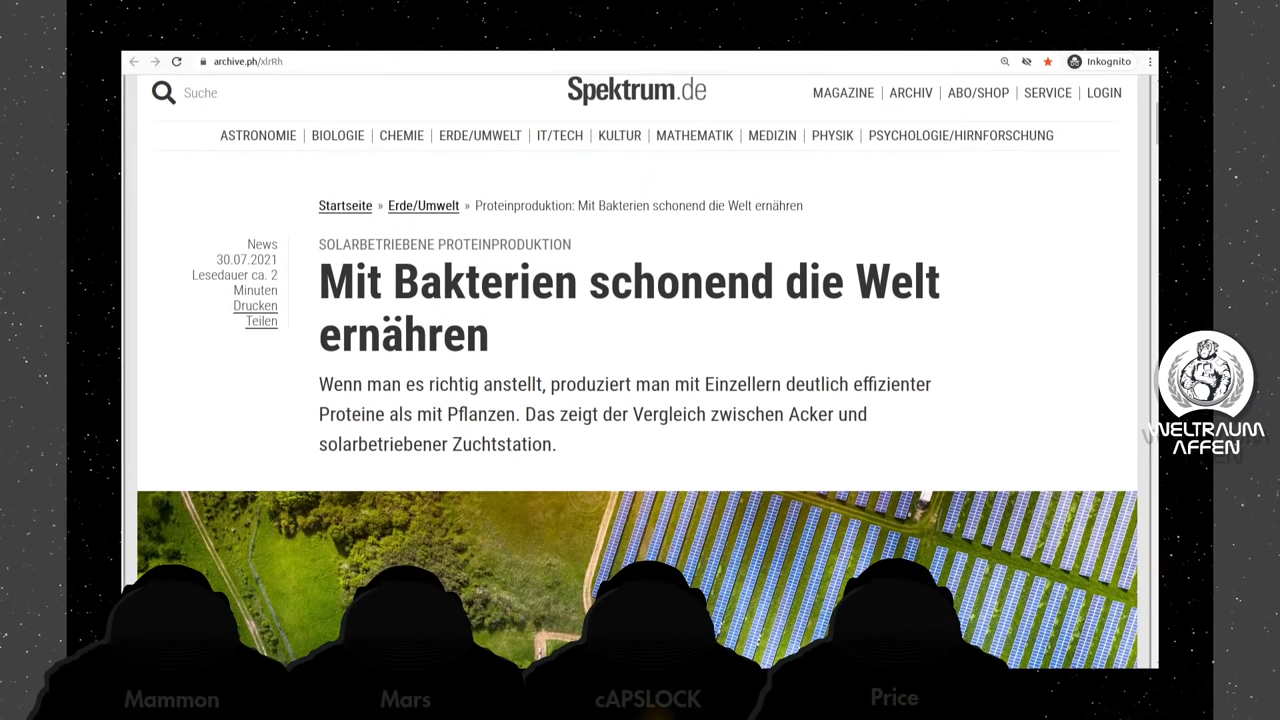 archive.ph/xlrRh
Inkognito
Suche
Spektrum.de
MAGAZINE | ARCHIV | ABO/SHOP | SERVICE | LOGIN
ASTRONOMIE | BIOLOGIE | CHEMIE | ERDE/UMWELT | IT/TECH | KULTUR | MATHEMATIK | MEDIZIN | PHYSIK | PSYCHOLOGIE/HIRNFORSCHUNG
Startseite » Erde/Umwelt » Proteinproduktion: Mit Bakterien schonend die Welt ernähren
News
30.07.2021
Lesedauer ca. 2
Minuten
Drucken
Teilen
SOLARBETRIEBENE PROTEINPRODUKTION
Mit Bakterien schonend die Welt
ernähren
Wenn man es richtig anstellt, produziert man mit Einzellern deutlich effizienter
Proteine als mit Pflanzen. Das zeigt der Vergleich zwischen Acker und
solarbetriebener Zuchtstation.
WELTRAUM
AFFEN
Mammon
Mars
cAPSLOCK
Price